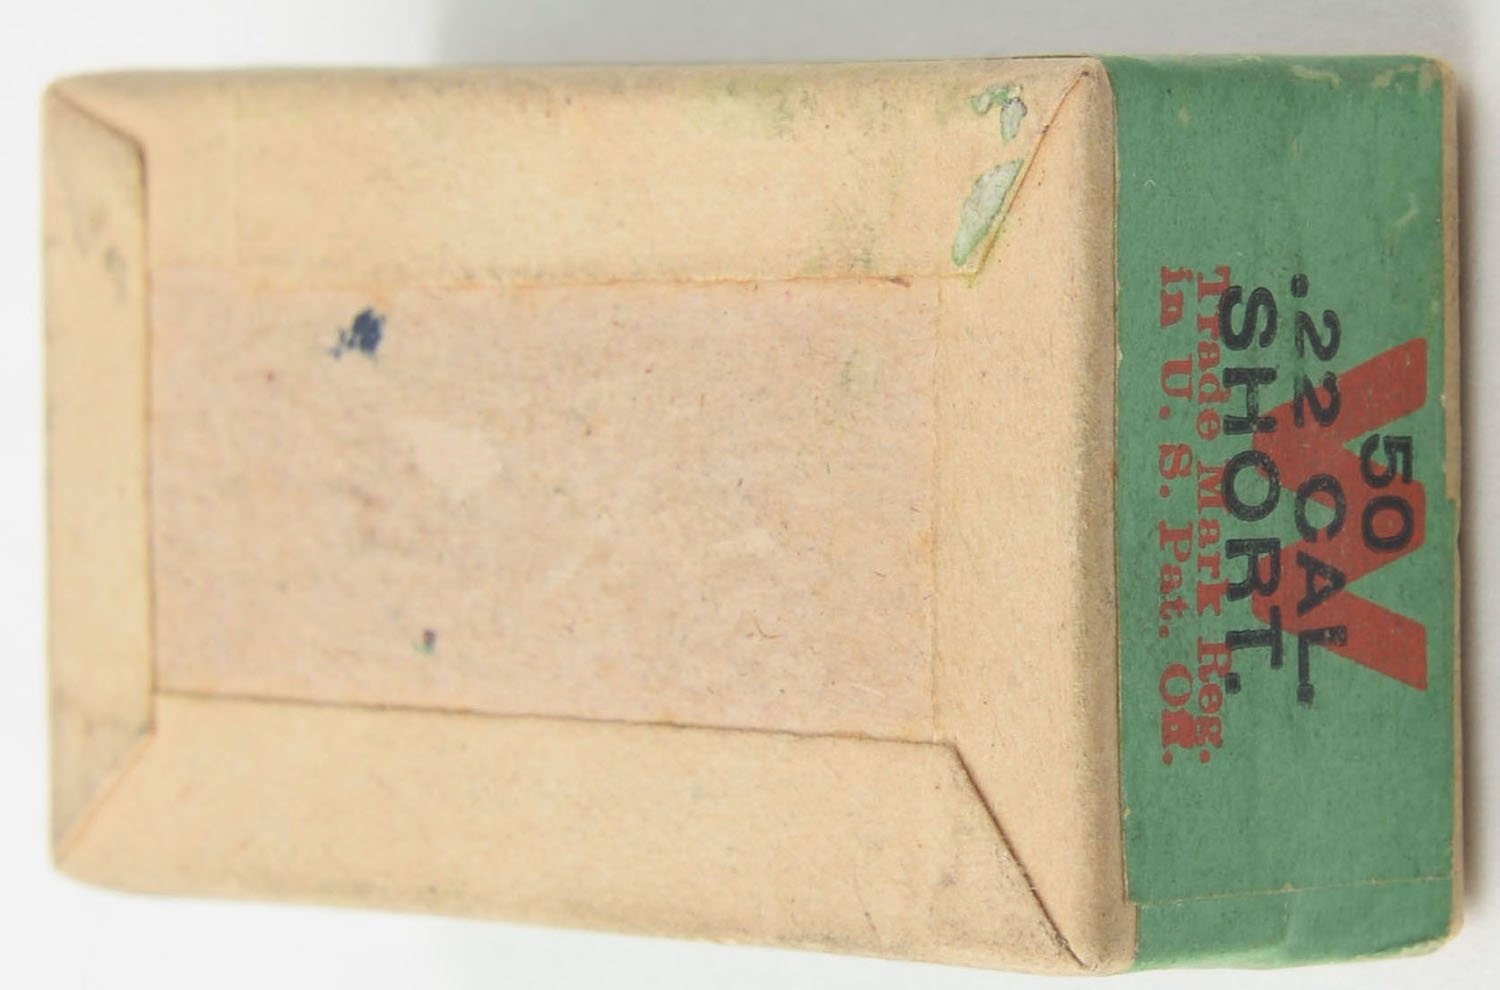 W
50
.22 CAL.
SHORT.
Trade Mark Reg.
in U. S. Pat. Off.